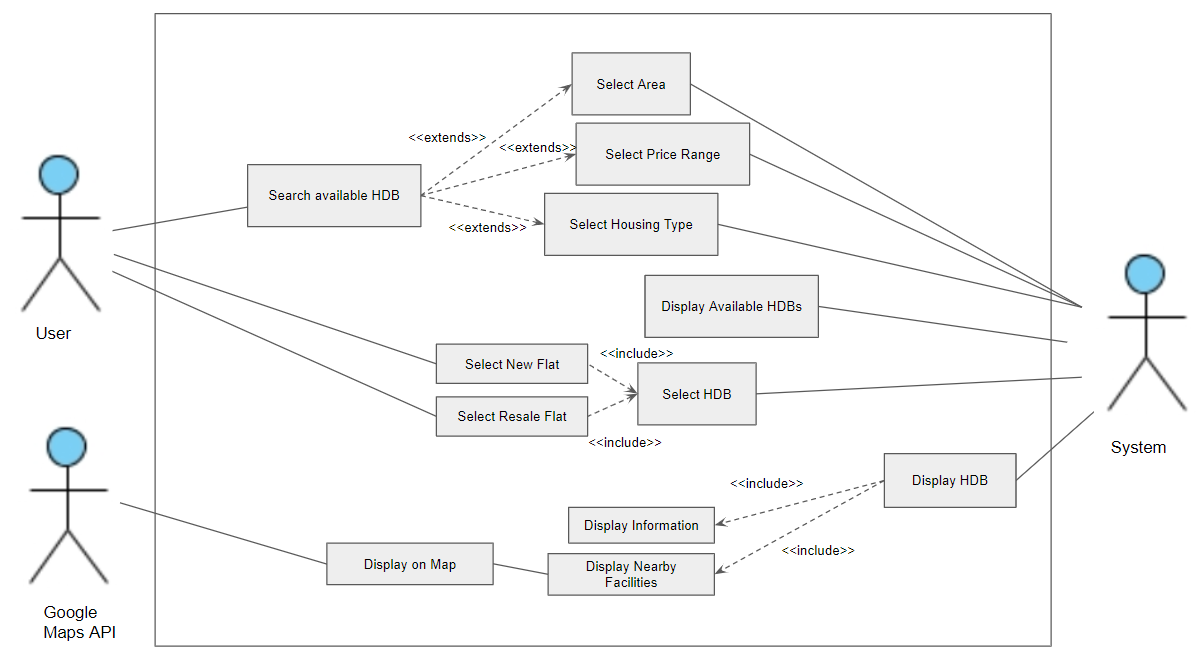 Select Area
<<extends>>
Select Price Range
<<extends>>
Search available HDB
Select Housing Type
<<extends>>
Display Available HDBs
User
<<include>>
Select New Flat
Select HDB
Select Resale Flat
<<include>>
System
Display HDB
<<include>>
Display Information
<<include>>
Display on Map
Display Nearby
Facilities
Google
Maps API